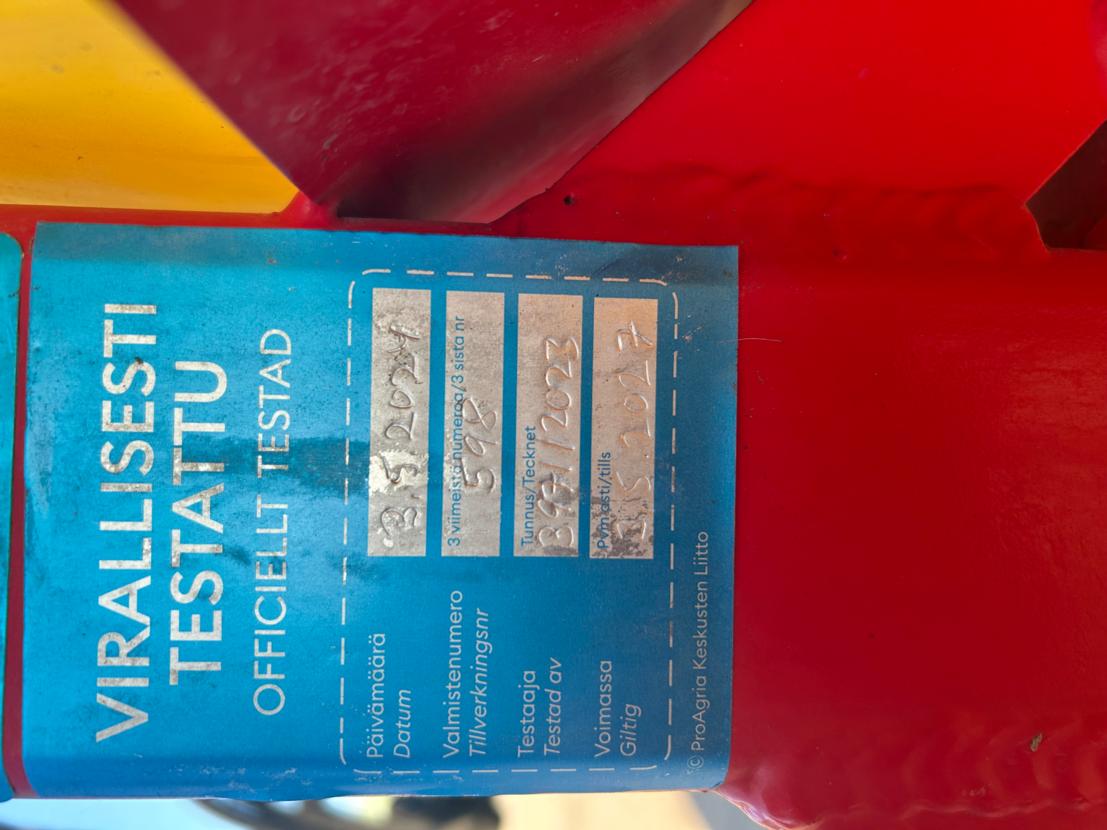 VIRALLISESTI
TESTATTU
OFFICIELLT TESTAD
Päivämäärä
Datum
3.5.2024
Valmistenumero
Tillverkningsnr
3 viimeistä numeroa/3 sista nr
598
Testaaja
Testad av
Tunnus/Tecknet
/2023
Voimassa
Giltig
Pvm asti/tills
3.5.2027
© ProAgria Keskusten Liitto